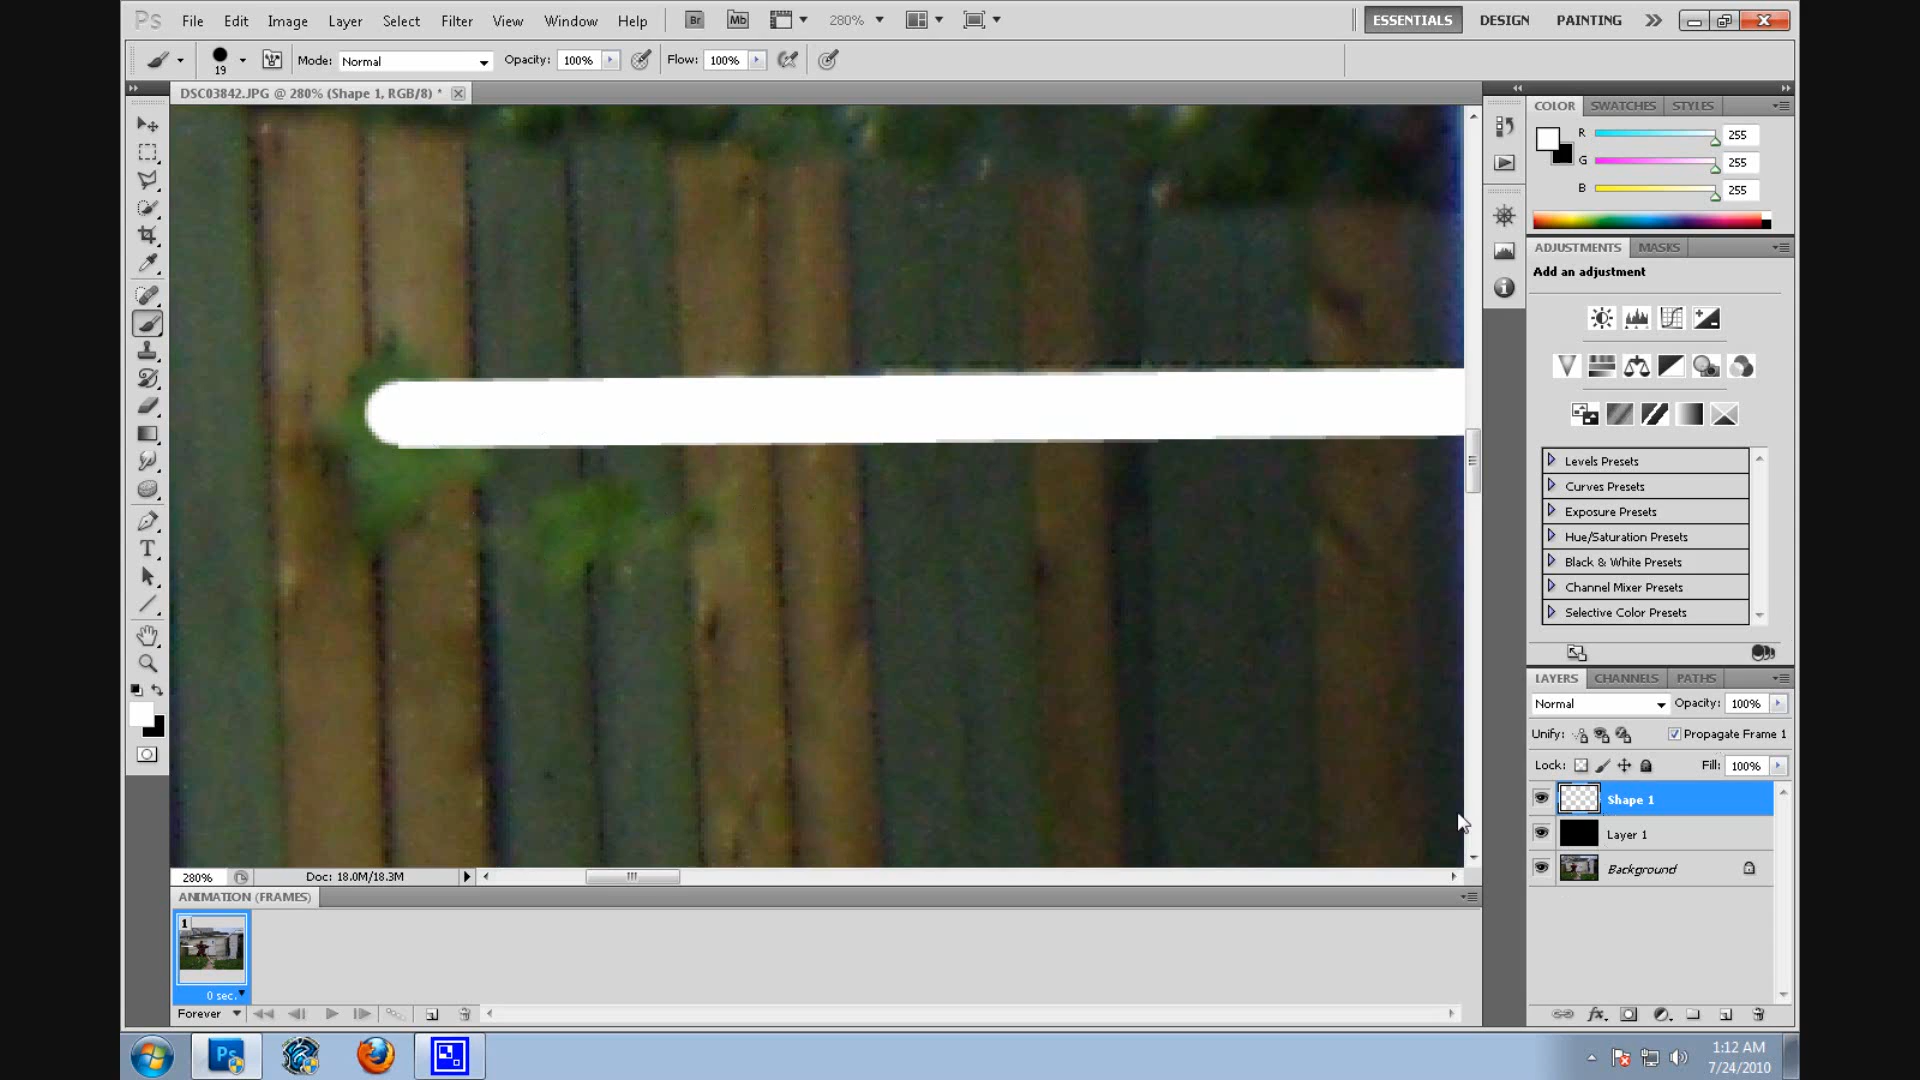 Ps File Edit Image Layer Select Filter View Window Help Br Mb 280% ESSENTIALS DESIGN PAINTING
19 Mode: Normal Opacity: 100% Flow: 100%
DSC03842.JPG @ 280% (Shape 1, RGB/8) *
COLOR SWATCHES STYLES
R 255
G 255
B 255
ADJUSTMENTS MASKS
Add an adjustment
Levels Presets
Curves Presets
Exposure Presets
Hue/Saturation Presets
Black & White Presets
Channel Mixer Presets
Selective Color Presets
LAYERS CHANNELS PATHS
Normal Opacity: 100%
Unify: Propagate Frame 1
Lock: Fill: 100%
Shape 1
Layer 1
Background
280% Doc: 18.0M/18.3M
ANIMATION (FRAMES)
1
0 sec.
Forever
Ps
1:12 AM
7/24/2010